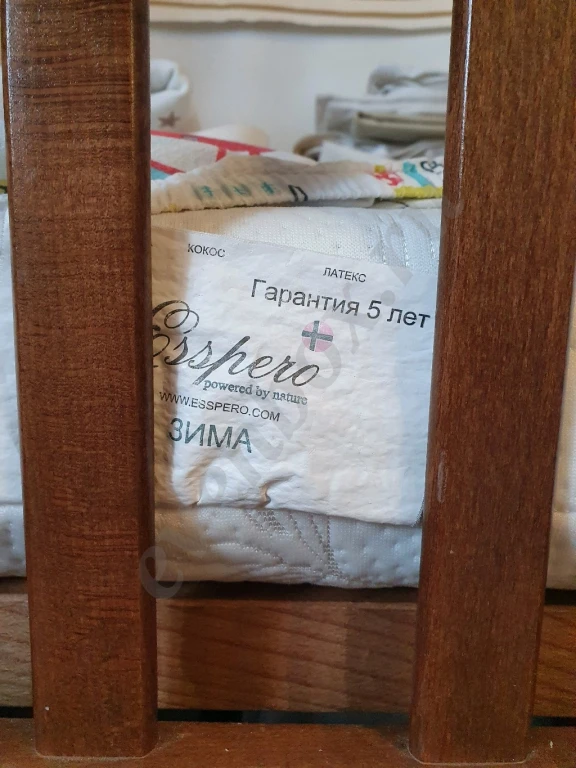 КОКОС
ЛАТЕКС
Гарантия 5 лет
Esspero
powered by nature
WWW.ESSPERO.COM
ЗИМА